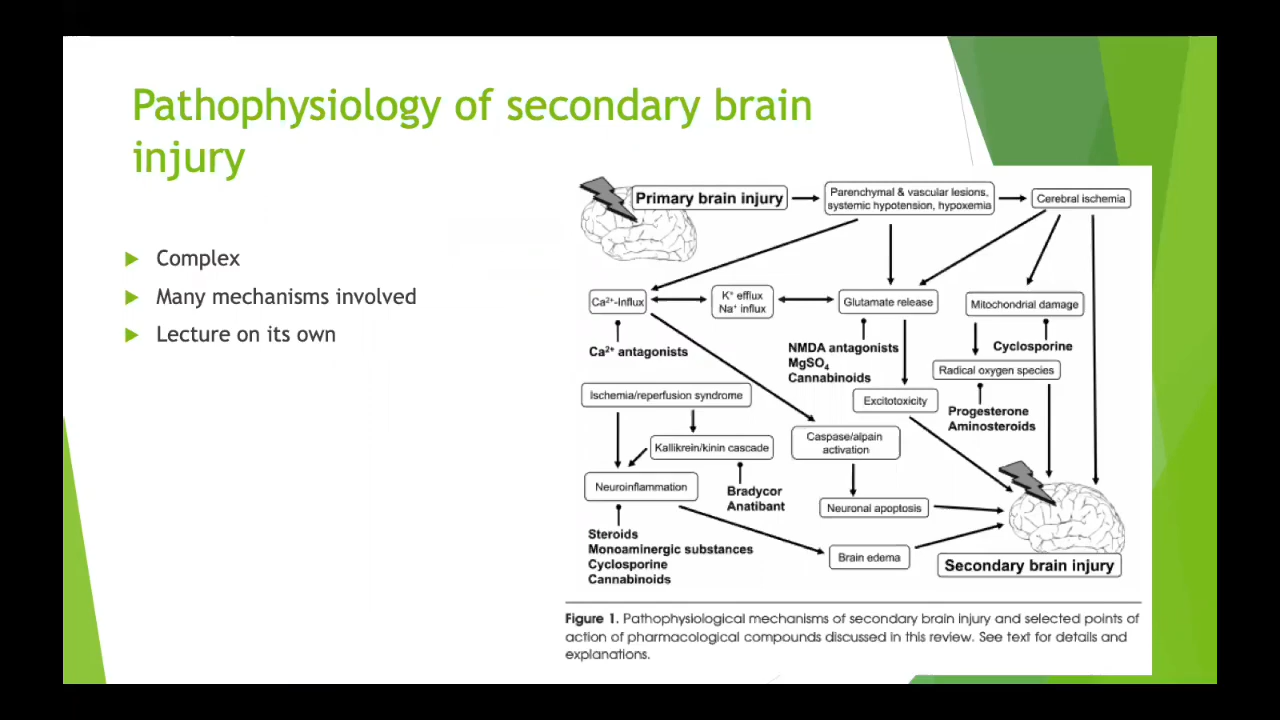 Pathophysiology of secondary brain
injury
Complex
Many mechanisms involved
Lecture on its own
Primary brain injury
Parenchymal & vascular lesions,
systemic hypotension, hypoxemia
Cerebral ischemia
Ca²⁺-Influx
K⁺ efflux
Na⁺ influx
Glutamate release
Mitochondrial damage
Ca²⁺ antagonists
NMDA antagonists
MgSO₄
Cannabinoids
Cyclosporine
Radical oxygen species
Ischemia/reperfusion syndrome
Excitotoxicity
Progesterone
Aminosteroids
Kallikrein/kinin cascade
Caspase/alpain
activation
Neuroinflammation
Bradycor
Anatibant
Neuronal apoptosis
Steroids
Monoaminergic substances
Cyclosporine
Cannabinoids
Brain edema
Secondary brain injury
Figure 1. Pathophysiological mechanisms of secondary brain injury and selected points of
action of pharmacological compounds discussed in this review. See text for details and
explanations.